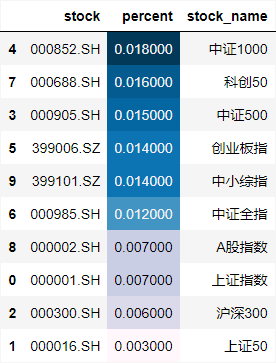 stock percent stock_name
4 000852.SH 0.018000 中证1000
7 000688.SH 0.016000 科创50
3 000905.SH 0.015000 中证500
5 399006.SZ 0.014000 创业板指
9 399101.SZ 0.014000 中小综指
6 000985.SH 0.012000 中证全指
8 000002.SH 0.007000 A股指数
0 000001.SH 0.007000 上证指数
2 000300.SH 0.006000 沪深300
1 000016.SH 0.003000 上证50